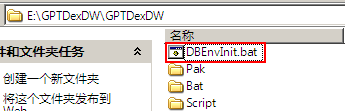 E:\GPTDexDW\GPTDexDW
名称
件和文件夹任务
DBEnvInit.bat
Pak
创建一个新文件夹
Bat
将这个文件夹发布到
Script